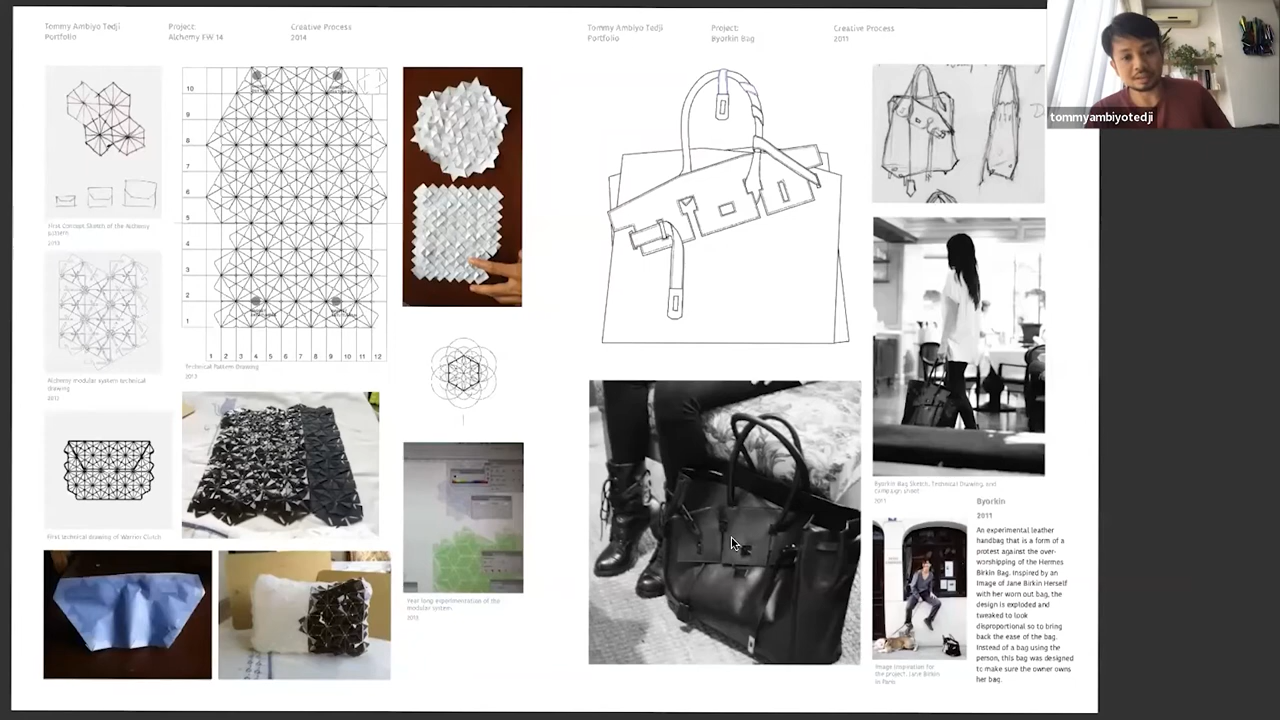 Tommy Ambiyo Tedji
Portfolio
Project:
Alchemy FW 14
Creative Process
2014
First Concept Sketch of the Alchemy
pattern
2013
Alchemy modular system technical
drawing
2013
First technical drawing of Warren Clutch
10
9
8
7
6
5
4
3
2
1
1 2 3 4 5 6 7 8 9 10 11 12
Technical Pattern Drawing
2013
Year long experimentation of the
modular system
2013
Tommy Ambiyo Tedji
Portfolio
Project:
Byorkin Bag
Creative Process
2011
Byorkin Bag Sketch, Technical Drawing, and
campaign shoot
2011
Byorkin
2011
An experimental leather
handbag that is a form of a
protest against the over-
worshipping of the Hermes
Birkin Bag. Inspired by an
Image of Jane Birkin Herself
with her worn out bag, the
design is exploded and
tweaked to look
disproportional so to bring
back the ease of the bag.
Instead of a bag using the
person, this bag was designed
to make sure the owner owns
her bag.
Image Inspiration for
the project, Jane Birkin
in Paris
tommyambiyotedji